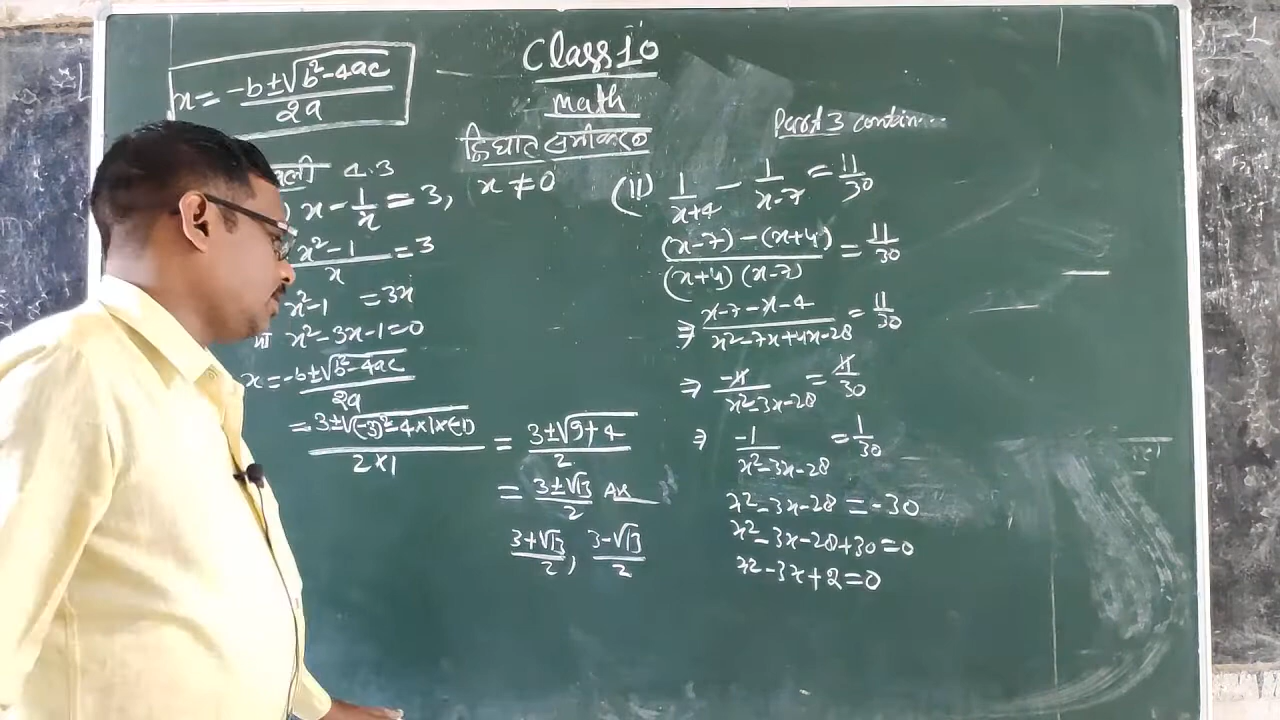 Class 10
math
द्विघात समीकरण
Part 3 contin...
x = -b±√b²-4ac / 2a
4.3
x - 1/x = 3, x ≠ 0
x²-1 / x = 3
x²-1 = 3x
या x²-3x-1=0
x = -b±√b²-4ac / 2a
= 3±√(-3)²-4×1×(-1) / 2×1 = 3±√9+4 / 2
= 3±√13 / 2 Ans
3+√13 / 2, 3-√13 / 2
(ii) 1/x+4 - 1/x-7 = 11/30
(x-7)-(x+4) / (x+4)(x-7) = 11/30
⇒ x-7-x-4 / x²-7x+4x-28 = 11/30
⇒ -11 / x²-3x-28 = 11/30
⇒ -1 / x²-3x-28 = 1/30
x²-3x-28 = -30
x²-3x-28+30=0
x²-3x+2=0